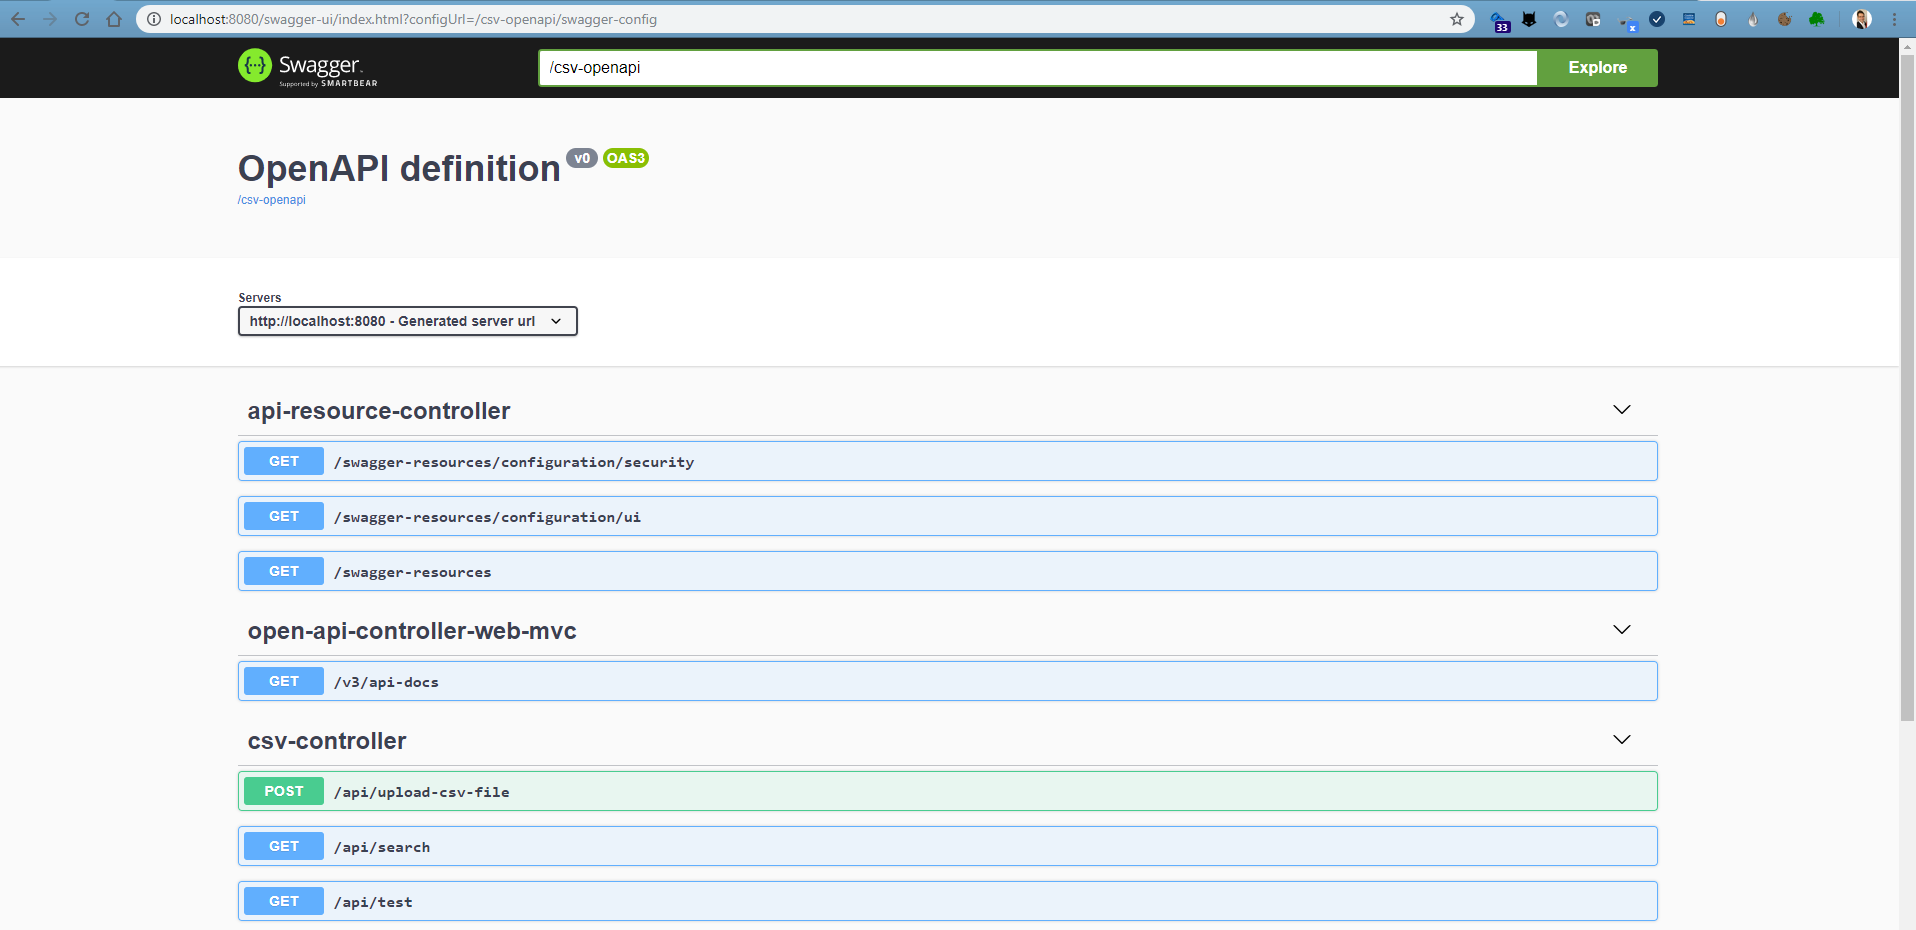 localhost:8080/swagger-ui/index.html?configUrl=/csv-openapi/swagger-config
33
x
Swagger
Supported by SMARTBEAR
/csv-openapi
Explore
OpenAPI definition v0 OAS3
/csv-openapi
Servers
http://localhost:8080 - Generated server url
api-resource-controller
GET /swagger-resources/configuration/security
GET /swagger-resources/configuration/ui
GET /swagger-resources
open-api-controller-web-mvc
GET /v3/api-docs
csv-controller
POST /api/upload-csv-file
GET /api/search
GET /api/test